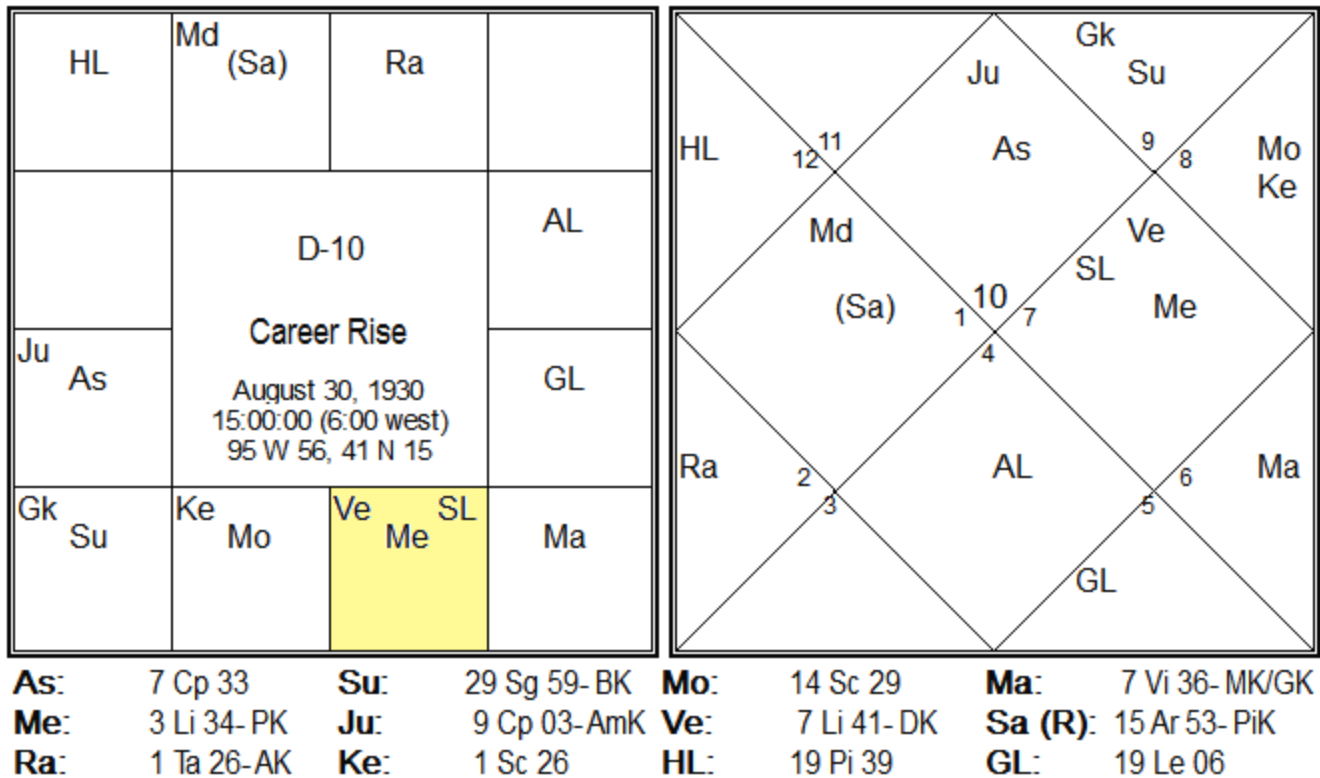 HL
Md
(Sa)
Ra
AL
D-10
Career Rise
August 30, 1930
15:00:00 (6:00 west)
95 W 56, 41 N 15
Ju
As
GL
Gk
Su
Ke
Mo
Ve SL
Me
Ma
Gk
Ju Su
HL 12 11 As 9 8 Mo
Ke
Md Ve
SL
(Sa) 1 10 7 Me
4
Ra 2 AL 6 Ma
3 5
GL
As: 7 Cp 33 Su: 29 Sg 59- BK Mo: 14 Sc 29 Ma: 7 Vi 36- MK/GK
Me: 3 Li 34- PK Ju: 9 Cp 03-AmK Ve: 7 Li 41- DK Sa (R): 15 Ar 53- PiK
Ra: 1 Ta 26-AK Ke: 1 Sc 26 HL: 19 Pi 39 GL: 19 Le 06